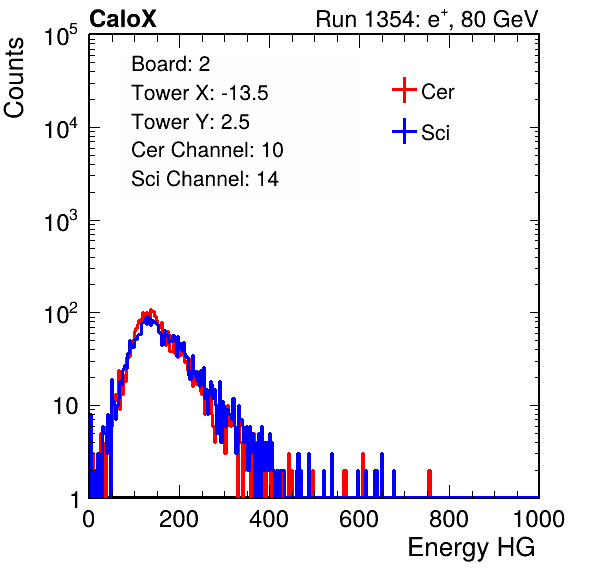 CaloX Run 1354: e⁺, 80 GeV
Counts
10⁵
10⁴
10³
10²
10
1
Board: 2
Tower X: -13.5
Tower Y: 2.5
Cer Channel: 10
Sci Channel: 14
Cer
Sci
0 200 400 600 800 1000
Energy HG